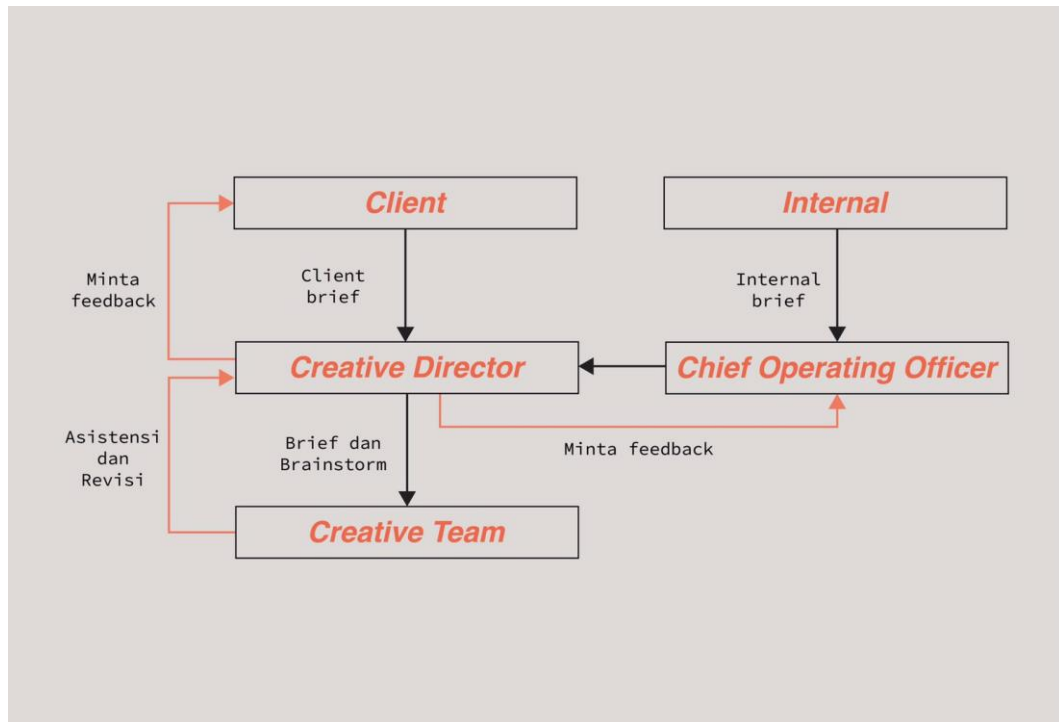 Client
Internal
Minta
feedback
Client
brief
Internal
brief
Creative Director
Chief Operating Officer
Asistensi
dan
Revisi
Brief dan
Brainstorm
Minta feedback
Creative Team